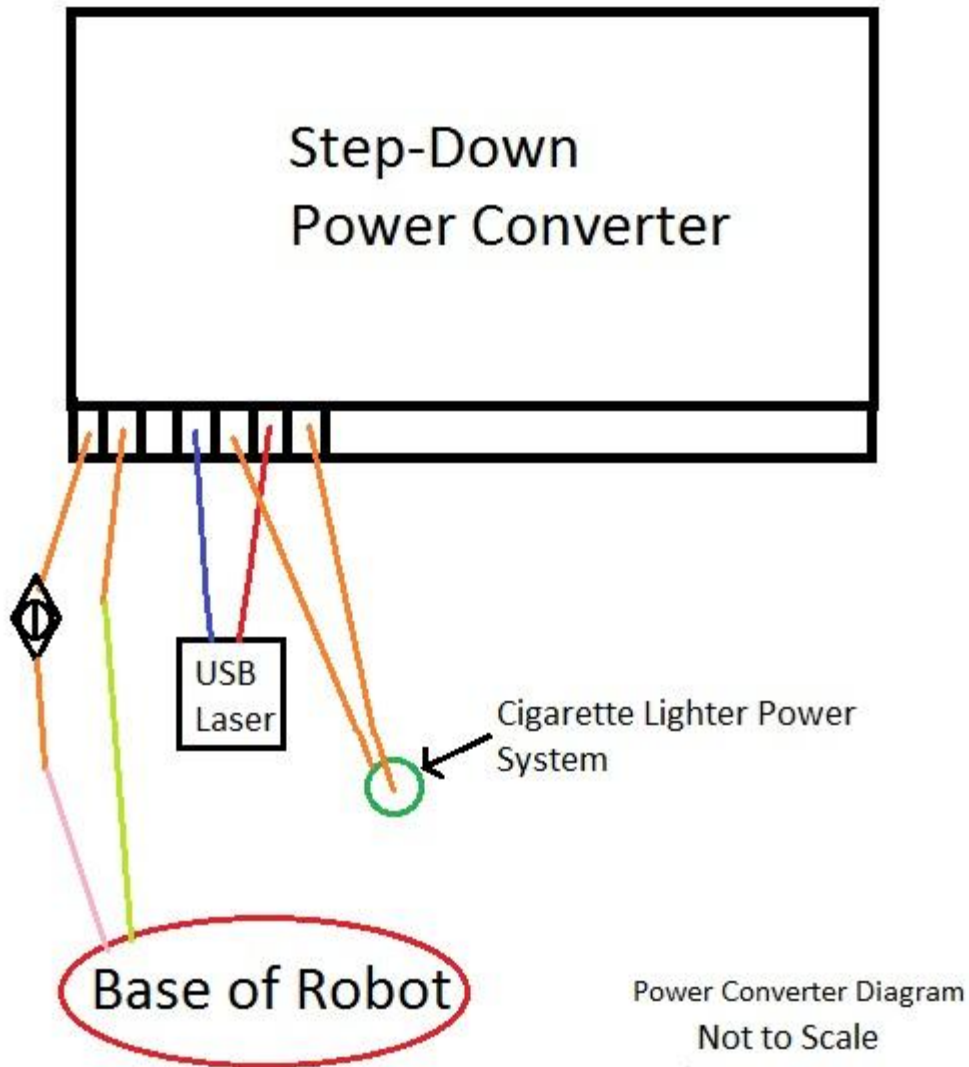 Step-Down
Power Converter
USB
Laser
Cigarette Lighter Power
System
Base of Robot
Power Converter Diagram
Not to Scale